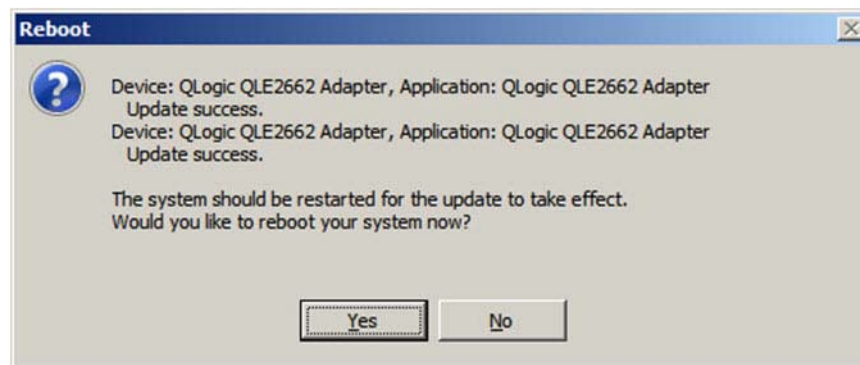 Reboot
Device: QLogic QLE2662 Adapter, Application: QLogic QLE2662 Adapter
Update success.
Device: QLogic QLE2662 Adapter, Application: QLogic QLE2662 Adapter
Update success.
The system should be restarted for the update to take effect.
Would you like to reboot your system now?
Yes
No